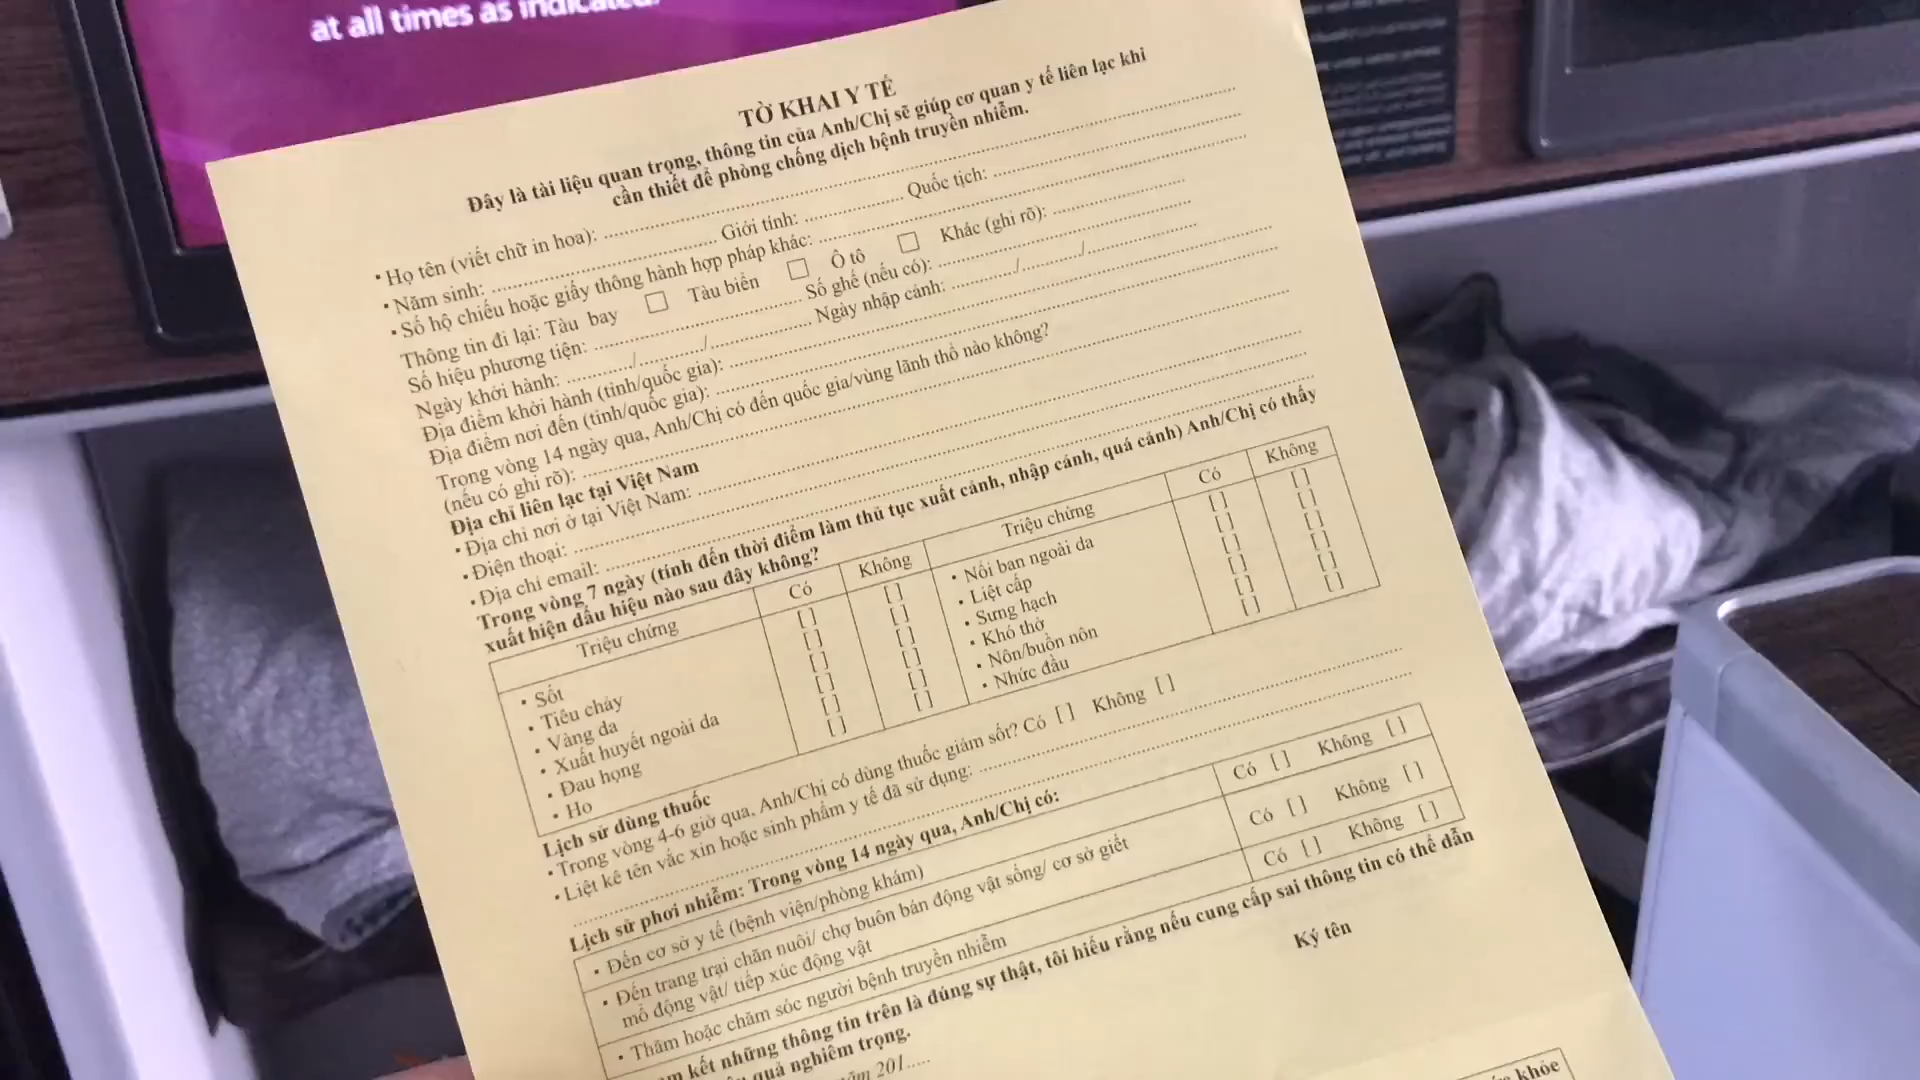 at all times as indicated.
TỜ KHAI Y TẾ
Đây là tài liệu quan trọng, thông tin của Anh/Chị sẽ giúp cơ quan y tế liên lạc khi
cần thiết để phòng chống dịch bệnh truyền nhiễm.
• Họ tên (viết chữ in hoa): ........................................
• Năm sinh: .................... Giới tính: .................... Quốc tịch: ....................
• Số hộ chiếu hoặc giấy thông hành hợp pháp khác: ........................................
Thông tin đi lại: Tàu bay □ Tàu biển □ Ô tô □ Khác (ghi rõ): ....................
Số hiệu phương tiện: .................... Số ghế (nếu có): ....................
Ngày khởi hành: ........../........../.......... Ngày nhập cảnh: ........../........../..........
Địa điểm khởi hành (tỉnh/quốc gia): ........................................
Địa điểm nơi đến (tỉnh/quốc gia): ........................................
Trong vòng 14 ngày qua, Anh/Chị có đến quốc gia/vùng lãnh thổ nào không?
(nếu có ghi rõ): ........................................
Địa chỉ liên lạc tại Việt Nam
• Địa chỉ nơi ở tại Việt Nam: ........................................
• Điện thoại: ........................................
• Địa chỉ email: ........................................
Trong vòng 7 ngày (tính đến thời điểm làm thủ tục xuất cảnh, nhập cảnh, quá cảnh) Anh/Chị có thấy
xuất hiện dấu hiệu nào sau đây không?
Triệu chứng Có Không Triệu chứng Có Không
• Sốt [ ] [ ] • Nổi ban ngoài da [ ] [ ]
• Tiêu chảy [ ] [ ] • Liệt cấp [ ] [ ]
• Vàng da [ ] [ ] • Sưng hạch [ ] [ ]
• Xuất huyết ngoài da [ ] [ ] • Khó thở [ ] [ ]
• Đau họng [ ] [ ] • Nôn/buồn nôn [ ] [ ]
• Ho [ ] [ ] • Nhức đầu [ ] [ ]
Lịch sử dùng thuốc
• Trong vòng 4-6 giờ qua, Anh/Chị có dùng thuốc giảm sốt? Có [ ] Không [ ]
• Liệt kê tên vắc xin hoặc sinh phẩm y tế đã sử dụng: ........................................
Lịch sử phơi nhiễm: Trong vòng 14 ngày qua, Anh/Chị có:
• Đến cơ sở y tế (bệnh viện/phòng khám) Có [ ] Không [ ]
• Đến trang trại chăn nuôi/ chợ buôn bán động vật sống/ cơ sở giết
mổ động vật/ tiếp xúc động vật Có [ ] Không [ ]
• Thăm hoặc chăm sóc người bệnh truyền nhiễm Có [ ] Không [ ]
kết những thông tin trên là đúng sự thật, tôi hiểu rằng nếu cung cấp sai thông tin có thể dẫn
quả nghiêm trọng.
năm 201.....
Ký tên
khỏe